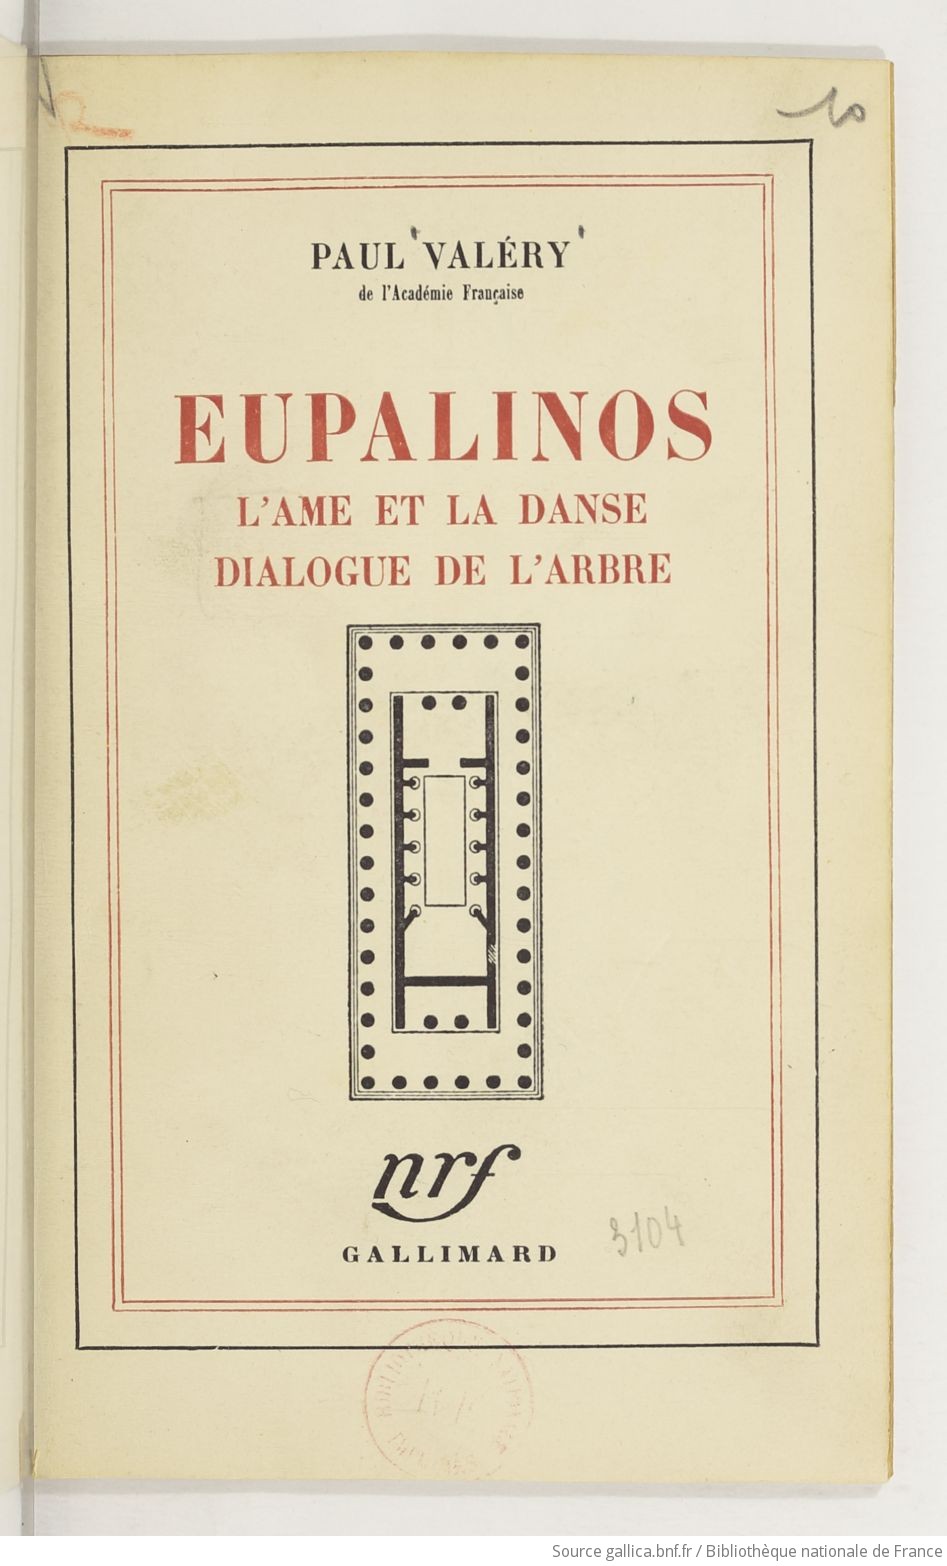 10
PAUL VALÉRY
de l'Académie Française
EUPALINOS
L'AME ET LA DANSE
DIALOGUE DE L'ARBRE
nrf
GALLIMARD
3104
Source gallica.bnf.fr / Bibliothèque nationale de France